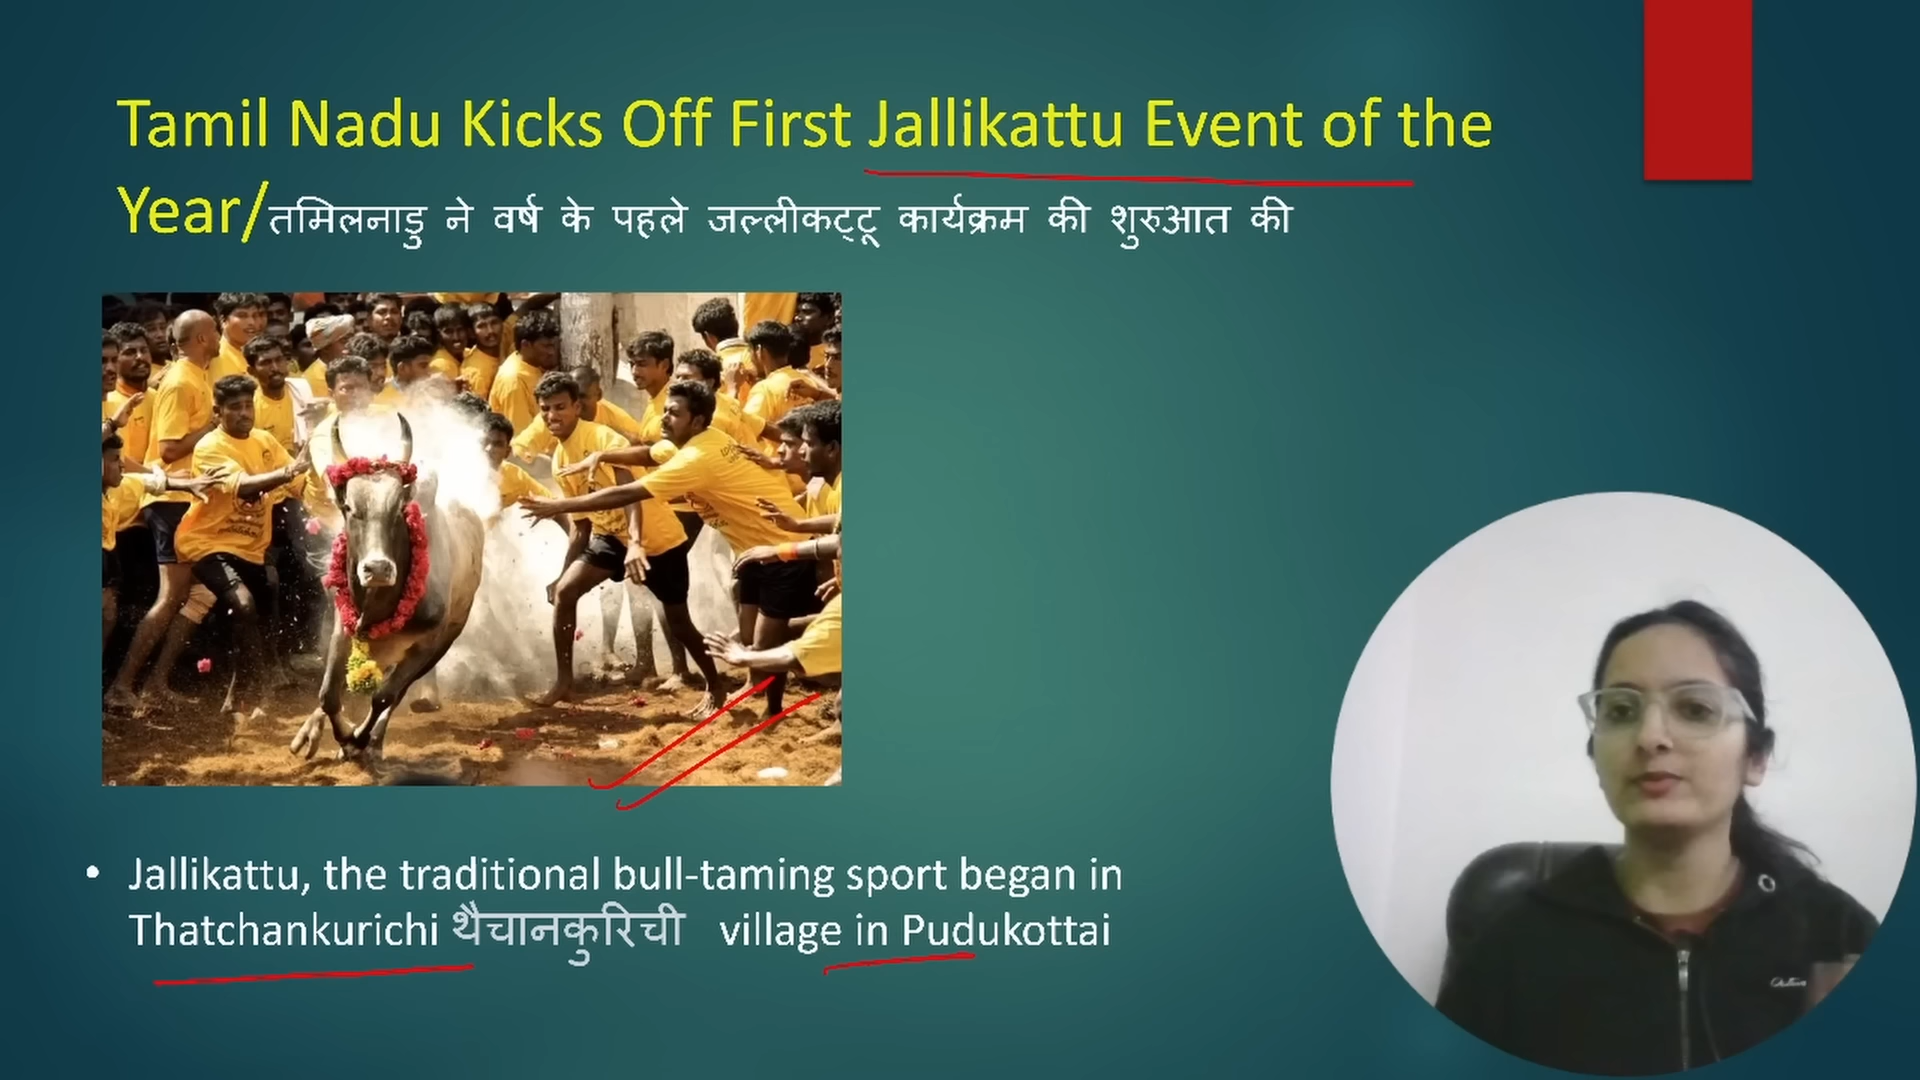 Tamil Nadu Kicks Off First Jallikattu Event of the
Year/तमिलनाडु ने वर्ष के पहले जल्लीकट्टू कार्यक्रम की शुरुआत की
• Jallikattu, the traditional bull-taming sport began in
Thatchankurichi थैचानकुरिची village in Pudukottai